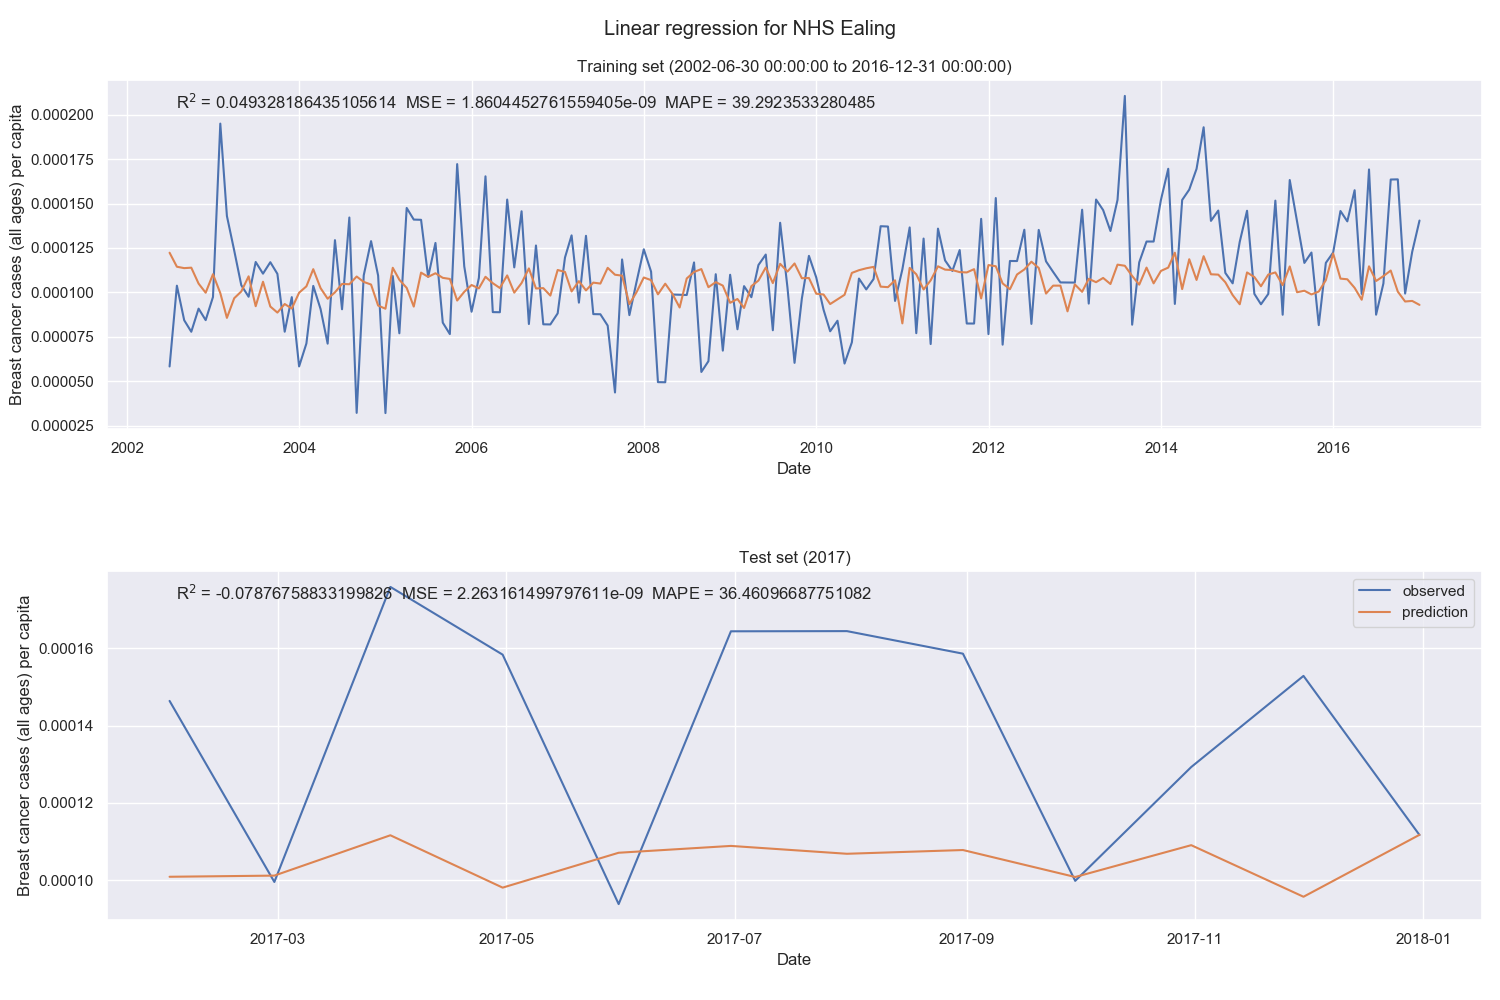 Linear regression for NHS Ealing
Training set (2002-06-30 00:00:00 to 2016-12-31 00:00:00)
R² = 0.049328186435105614 MSE = 1.8604452761559405e-09 MAPE = 39.2923533280485
Breast cancer cases (all ages) per capita
0.000200
0.000175
0.000150
0.000125
0.000100
0.000075
0.000050
0.000025
2002 2004 2006 2008 2010 2012 2014 2016
Date
Test set (2017)
R² = -0.07876758833199826 MSE = 2.263161499797611e-09 MAPE = 36.46096687751082
observed
prediction
Breast cancer cases (all ages) per capita
0.00016
0.00014
0.00012
0.00010
2017-03 2017-05 2017-07 2017-09 2017-11 2018-01
Date